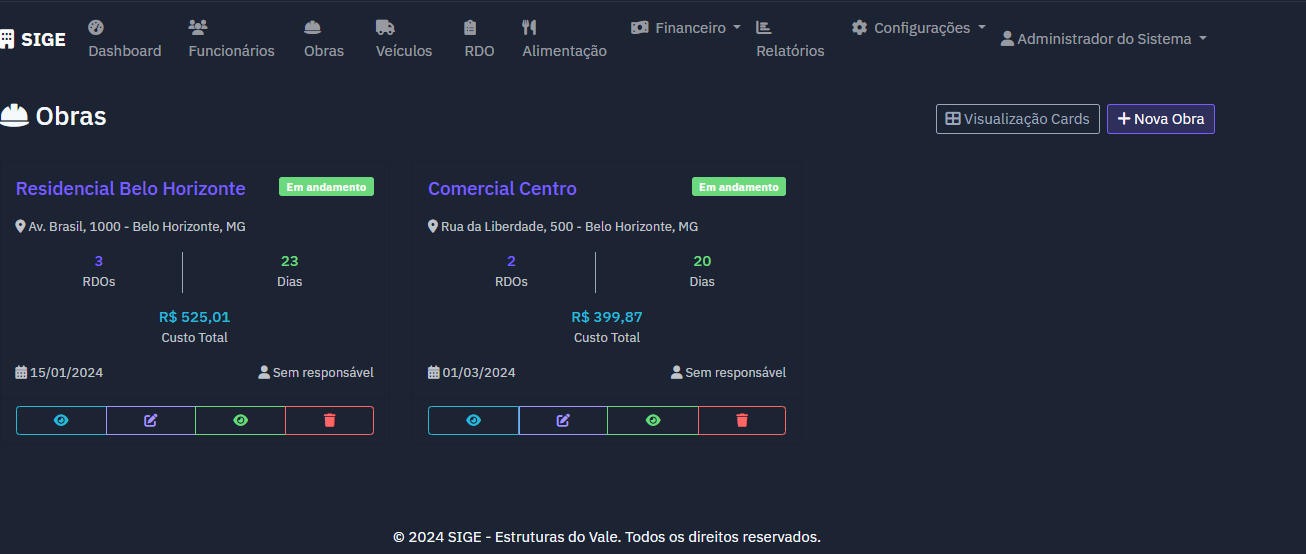 SIGE
Dashboard
Funcionários
Obras
Veículos
RDO
Alimentação
Financeiro
Relatórios
Configurações
Administrador do Sistema
Obras
Visualização Cards
Nova Obra
Residencial Belo Horizonte
Em andamento
Av. Brasil, 1000 - Belo Horizonte, MG
3
RDOs
23
Dias
R$ 525,01
Custo Total
15/01/2024
Sem responsável
Comercial Centro
Em andamento
Rua da Liberdade, 500 - Belo Horizonte, MG
2
RDOs
20
Dias
R$ 399,87
Custo Total
01/03/2024
Sem responsável
© 2024 SIGE - Estruturas do Vale. Todos os direitos reservados.